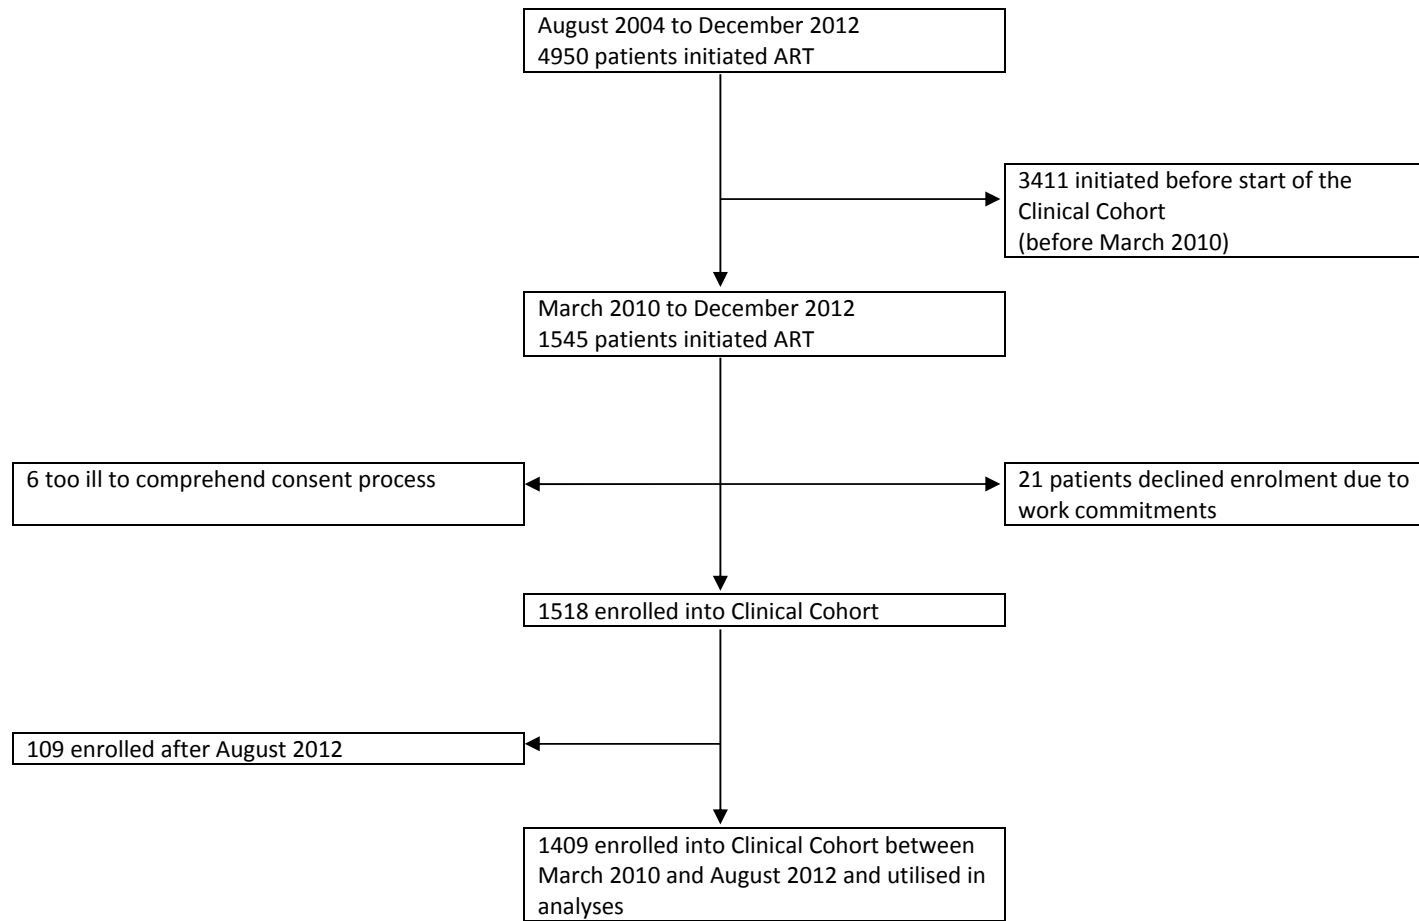 August 2004 to December 2012
4950 patients initiated ART
3411 initiated before start of the
Clinical Cohort
(before March 2010)
March 2010 to December 2012
1545 patients initiated ART
6 too ill to comprehend consent process
21 patients declined enrolment due to
work commitments
1518 enrolled into Clinical Cohort
109 enrolled after August 2012
1409 enrolled into Clinical Cohort between
March 2010 and August 2012 and utilised in
analyses